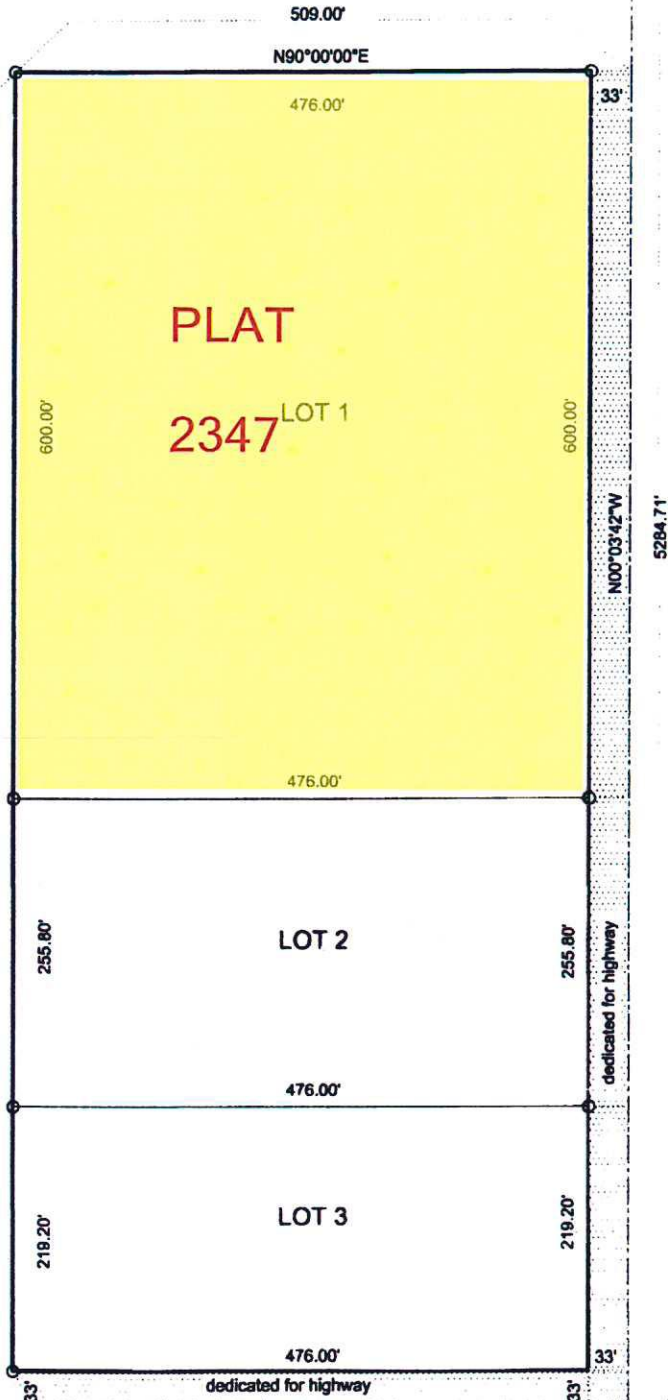 509.00'
N90°00'00"E
476.00'
33'
PLAT
2347
LOT 1
600.00'
600.00'
N00°03'42"W
5284.71'
476.00'
LOT 2
255.80'
255.80'
dedicated for highway
476.00'
LOT 3
219.20'
219.20'
476.00'
33'
33'
dedicated for highway
33'